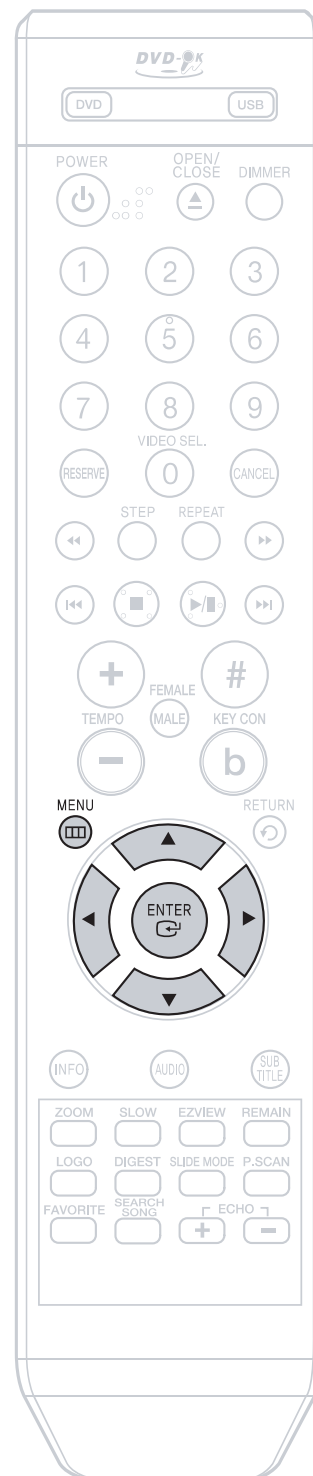 DVD-OK
DVD USB
POWER OPEN/ DIMMER
CLOSE
1 2 3
4 5 6
7 8 9
VIDEO SEL.
RESERVE 0 CANCEL
STEP REPEAT
+ #
FEMALE
TEMPO MALE KEY CON
− b
MENU RETURN
ENTER
INFO AUDIO SUB
TITLE
ZOOM SLOW EZVIEW REMAIN
LOGO DIGEST SLIDE MODE P.SCAN
FAVORITE SEARCH
SONG ECHO
+ −